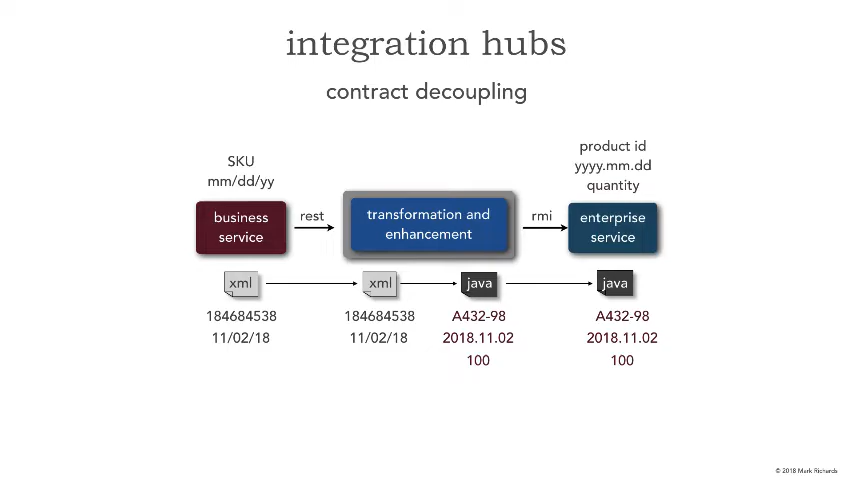 integration hubs
contract decoupling
SKU
mm/dd/yy
product id
yyyy.mm.dd
quantity
business
service
rest
transformation and
enhancement
rmi
enterprise
service
xml
xml
java
java
184684538
184684538
A432-98
A432-98
11/02/18
11/02/18
2018.11.02
2018.11.02
100
100
© 2018 Mark Richards